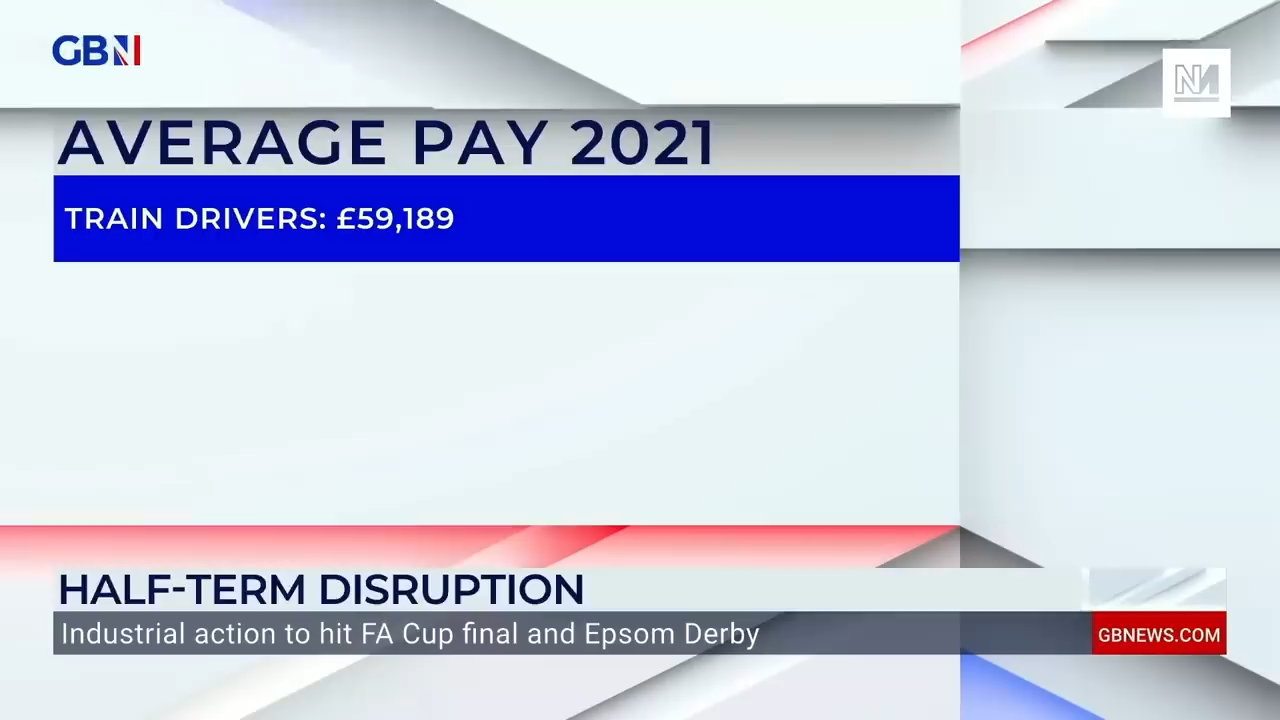 GBN
AVERAGE PAY 2021
TRAIN DRIVERS: £59,189
HALF-TERM DISRUPTION
Industrial action to hit FA Cup final and Epsom Derby
GBNEWS.COM